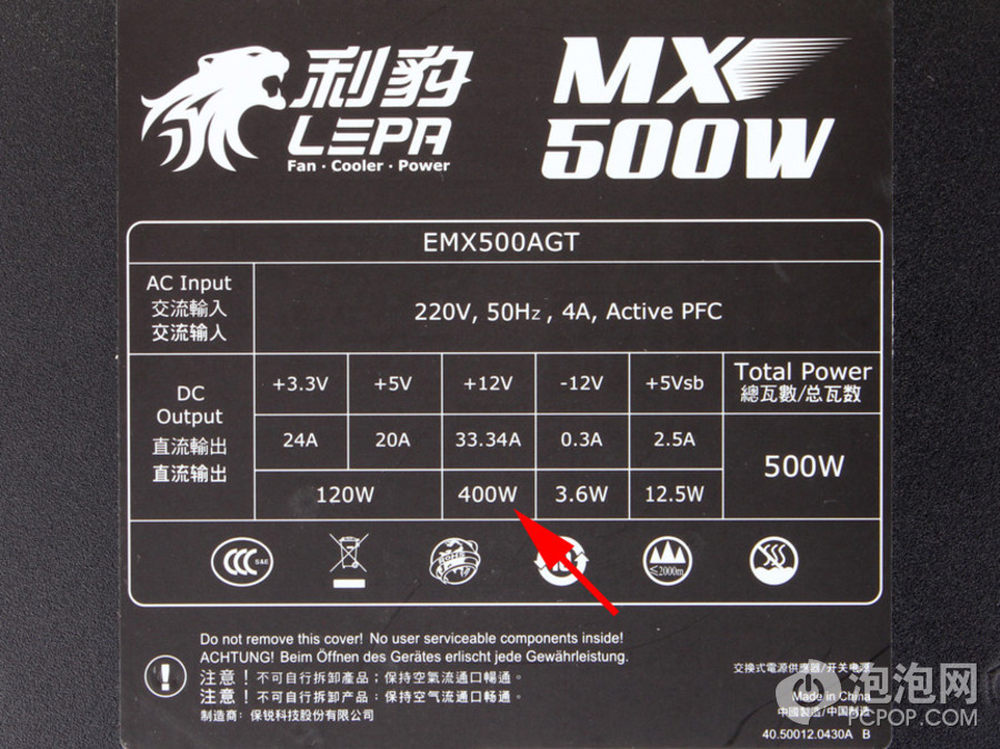 利豹
LEPA
Fan · Cooler · Power
MX
500W
EMX500AGT
AC Input
交流輸入
交流输入
220V, 50Hz , 4A, Active PFC
DC
Output
直流輸出
直流输出
+3.3V +5V +12V -12V +5Vsb
Total Power
總瓦數/总瓦数
24A 20A 33.34A 0.3A 2.5A
500W
120W 400W 3.6W 12.5W
CCC S&E
ROHS
≤2000m
Do not remove this cover! No user serviceable components inside!
ACHTUNG! Beim Öffnen des Gerätes erlischt jede Gewährleistung.
注意！不可自行拆卸產品；保持空氣流通口暢通。
注意！不可自行拆卸产品：保持空气流通口畅通。
制造商：保锐科技股份有限公司
交換式電源供應器/开关电源
Made in China
中國製造/中国制造
40.50012.0430A B
泡泡网
PCPOP.COM